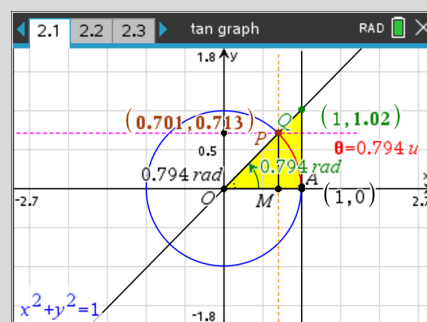 2.1 2.2 2.3 tan graph RAD
1.8 y
(0.701,0.713) Q (1,1.02)
P
0.5 θ=0.794 u
0.794 rad 0.794 rad
A
-2.7 O M (1,0) 2.7
x²+y²=1
-1.8